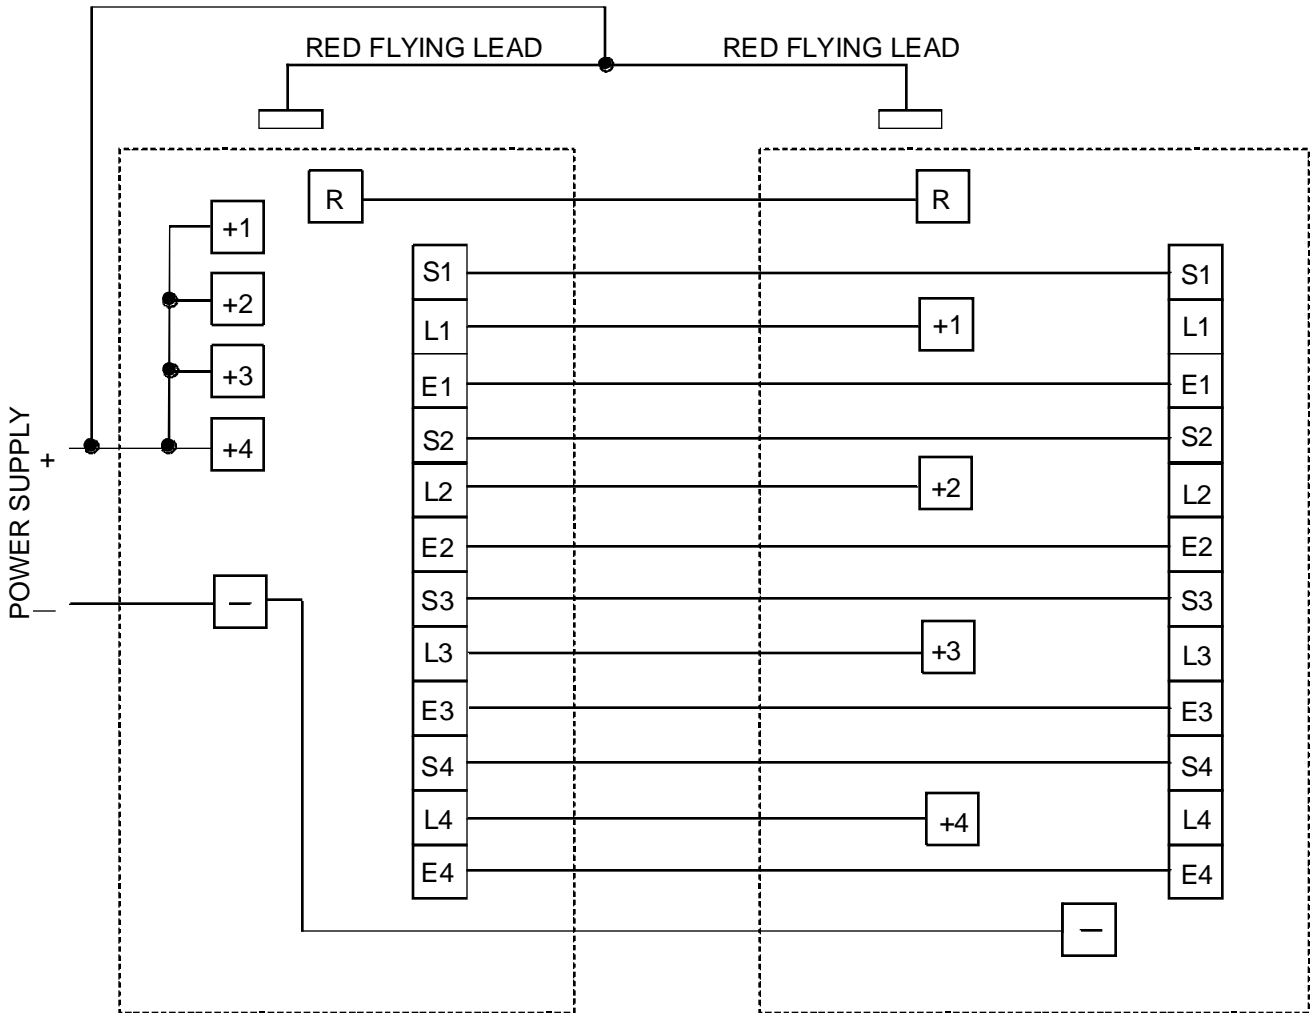 RED FLYING LEAD
RED FLYING LEAD
R
R
+1
+2
+3
+4
POWER SUPPLY
+
—
—
S1
L1
E1
S2
L2
E2
S3
L3
E3
S4
L4
E4
+1
+2
+3
+4
—
S1
L1
E1
S2
L2
E2
S3
L3
E3
S4
L4
E4